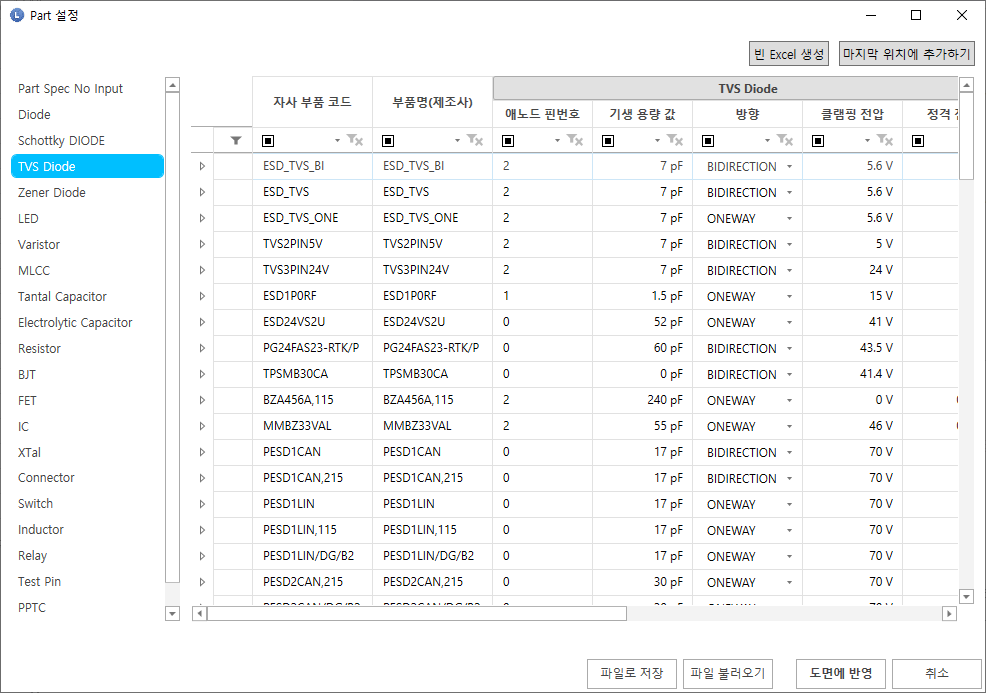 Part 설정
빈 Excel 생성 마지막 위치에 추가하기
Part Spec No Input
Diode
Schottky DIODE
TVS Diode
Zener Diode
LED
Varistor
MLCC
Tantal Capacitor
Electrolytic Capacitor
Resistor
BJT
FET
IC
XTal
Connector
Switch
Inductor
Relay
Test Pin
PPTC
TVS Diode
자사 부품 코드 부품명(제조사) 애노드 핀번호 기생 용량 값 방향 클램핑 전압 정격
ESD_TVS_BI ESD_TVS_BI 2 7 pF BIDIRECTION 5.6 V
ESD_TVS ESD_TVS 2 7 pF BIDIRECTION 5.6 V
ESD_TVS_ONE ESD_TVS_ONE 2 7 pF ONEWAY 5.6 V
TVS2PIN5V TVS2PIN5V 2 7 pF BIDIRECTION 5 V
TVS3PIN24V TVS3PIN24V 2 7 pF BIDIRECTION 24 V
ESD1P0RF ESD1P0RF 1 1.5 pF ONEWAY 15 V
ESD24VS2U ESD24VS2U 0 52 pF ONEWAY 41 V
PG24FAS23-RTK/P PG24FAS23-RTK/P 0 60 pF BIDIRECTION 43.5 V
TPSMB30CA TPSMB30CA 0 0 pF BIDIRECTION 41.4 V
BZA456A,115 BZA456A,115 2 240 pF ONEWAY 0 V
MMBZ33VAL MMBZ33VAL 2 55 pF ONEWAY 46 V
PESD1CAN PESD1CAN 0 17 pF BIDIRECTION 70 V
PESD1CAN,215 PESD1CAN,215 0 17 pF BIDIRECTION 70 V
PESD1LIN PESD1LIN 0 17 pF ONEWAY 70 V
PESD1LIN,115 PESD1LIN,115 0 17 pF ONEWAY 70 V
PESD1LIN/DG/B2 PESD1LIN/DG/B2 0 17 pF ONEWAY 70 V
PESD2CAN,215 PESD2CAN,215 0 30 pF ONEWAY 70 V
파일로 저장 파일 불러오기 도면에 반영 취소